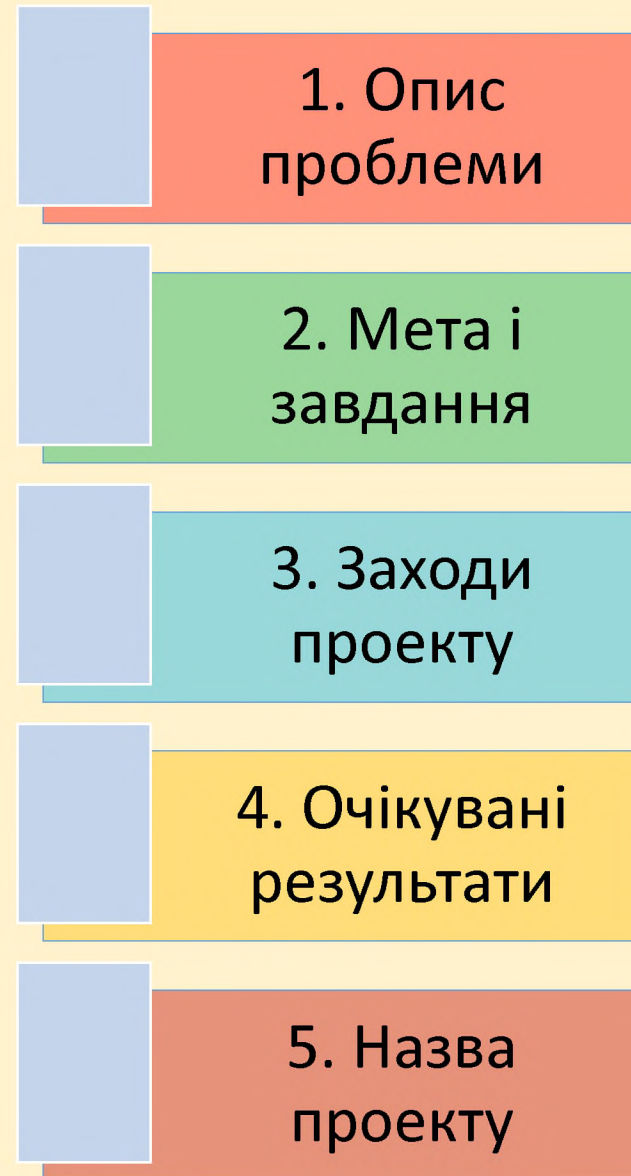 1. Опис
проблеми
2. Мета і
завдання
3. Заходи
проекту
4. Очікувані
результати
5. Назва
проекту